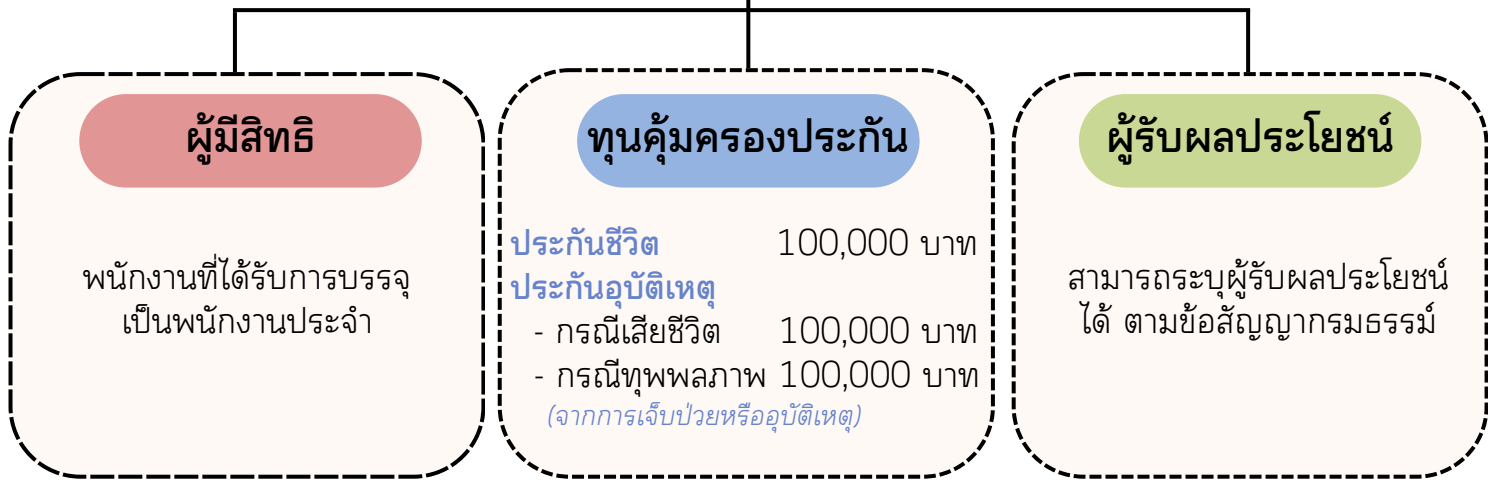 ผู้มีสิทธิ
พนักงานที่ได้รับการบรรจุ
เป็นพนักงานประจำ
ทุนคุ้มครองประกัน
ประกันชีวิต 100,000 บาท
ประกันอุบัติเหตุ
- กรณีเสียชีวิต 100,000 บาท
- กรณีทุพพลภาพ 100,000 บาท
(จากการเจ็บป่วยหรืออุบัติเหตุ)
ผู้รับผลประโยชน์
สามารถระบุผู้รับผลประโยชน์
ได้ ตามข้อสัญญากรมธรรม์